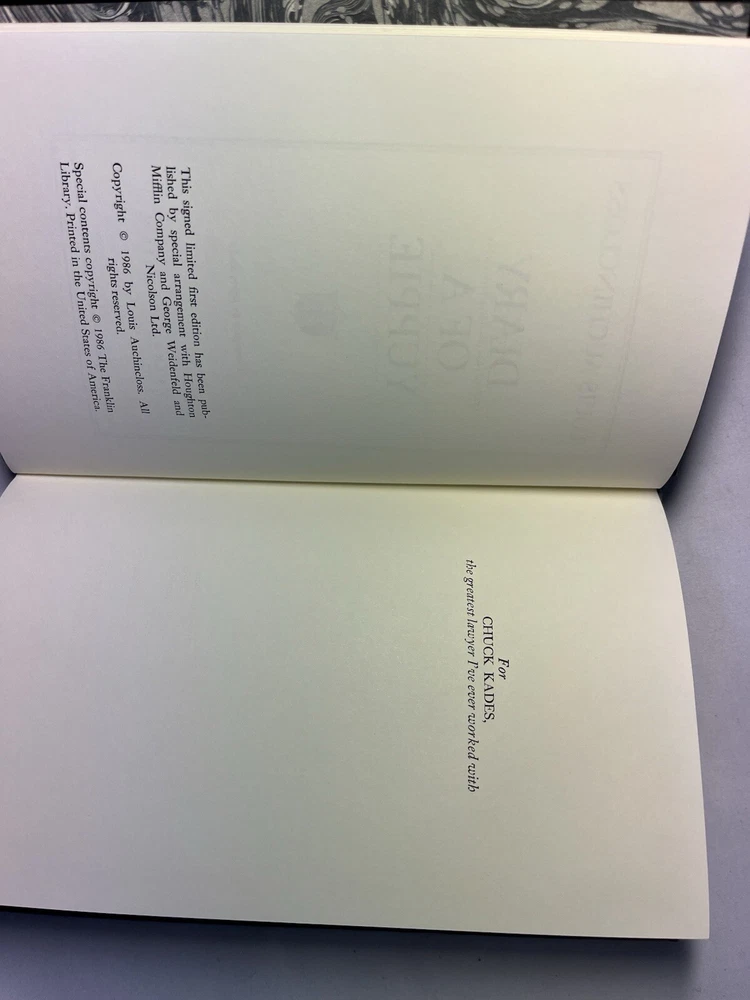 This signed limited first edition has been pub-
lished by special arrangement with Houghton
Mifflin Company and George Weidenfeld and
Nicolson Ltd.
Copyright © 1986 by Louis Auchincloss. All
rights reserved.
Special contents copyright © 1986 The Franklin
Library. Printed in the United States of America.
For
CHUCK KADES,
the greatest lawyer I've ever worked with